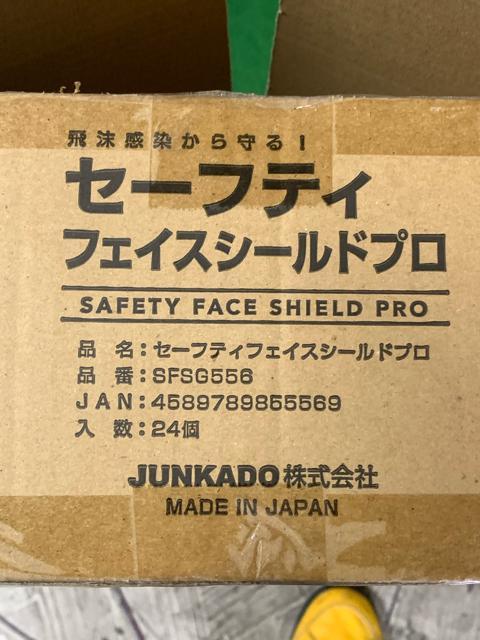 飛沫感染から守る!
セーフティ
フェイスシールドプロ
SAFETY FACE SHIELD PRO
品 名:セーフティフェイスシールドプロ
品 番:SFSG556
JAN:4589789855569
入 数:24個
JUNKADO株式会社
MADE IN JAPAN